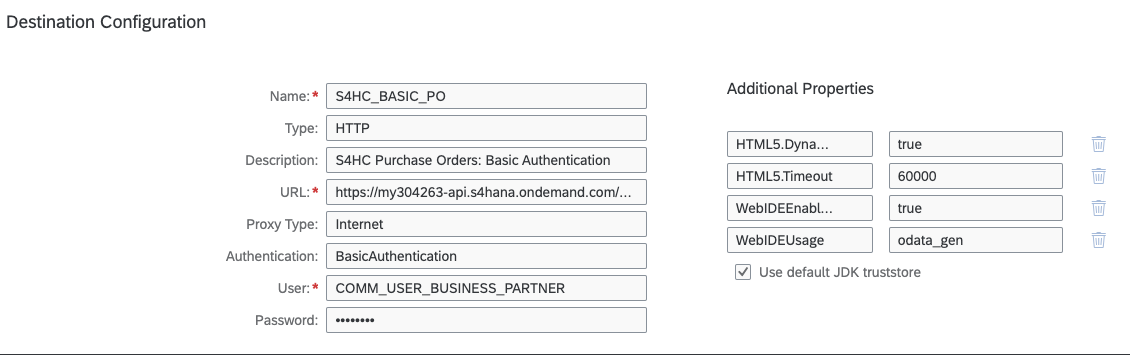 Destination Configuration
Name:* S4HC_BASIC_PO
Type: HTTP
Description: S4HC Purchase Orders: Basic Authentication
URL:* https://my304263-api.s4hana.ondemand.com/...
Proxy Type: Internet
Authentication: BasicAuthentication
User:* COMM_USER_BUSINESS_PARTNER
Password: ••••••••
Additional Properties
HTML5.Dyna... true
HTML5.Timeout 60000
WebIDEEnabl... true
WebIDEUsage odata_gen
Use default JDK truststore